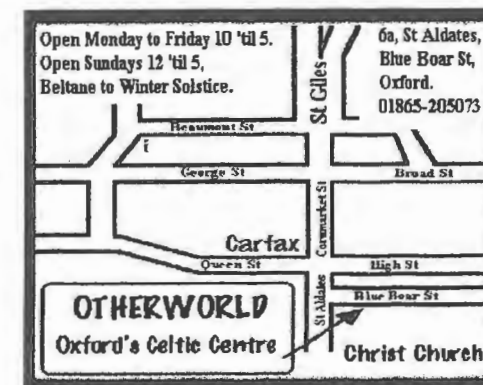 Open Monday to Friday 10 'til 5.
Open Sundays 12 'til 5,
Beltane to Winter Solstice.
6a, St Aldates,
Blue Boar St,
Oxford.
01865-205073
St Giles
Beaumont St
i
George St
Broad St
Cornmarket St
Carfax
Queen St
High St
St Aldates
Blue Boar St
OTHERWORLD
Oxford's Celtic Centre
Christ Church